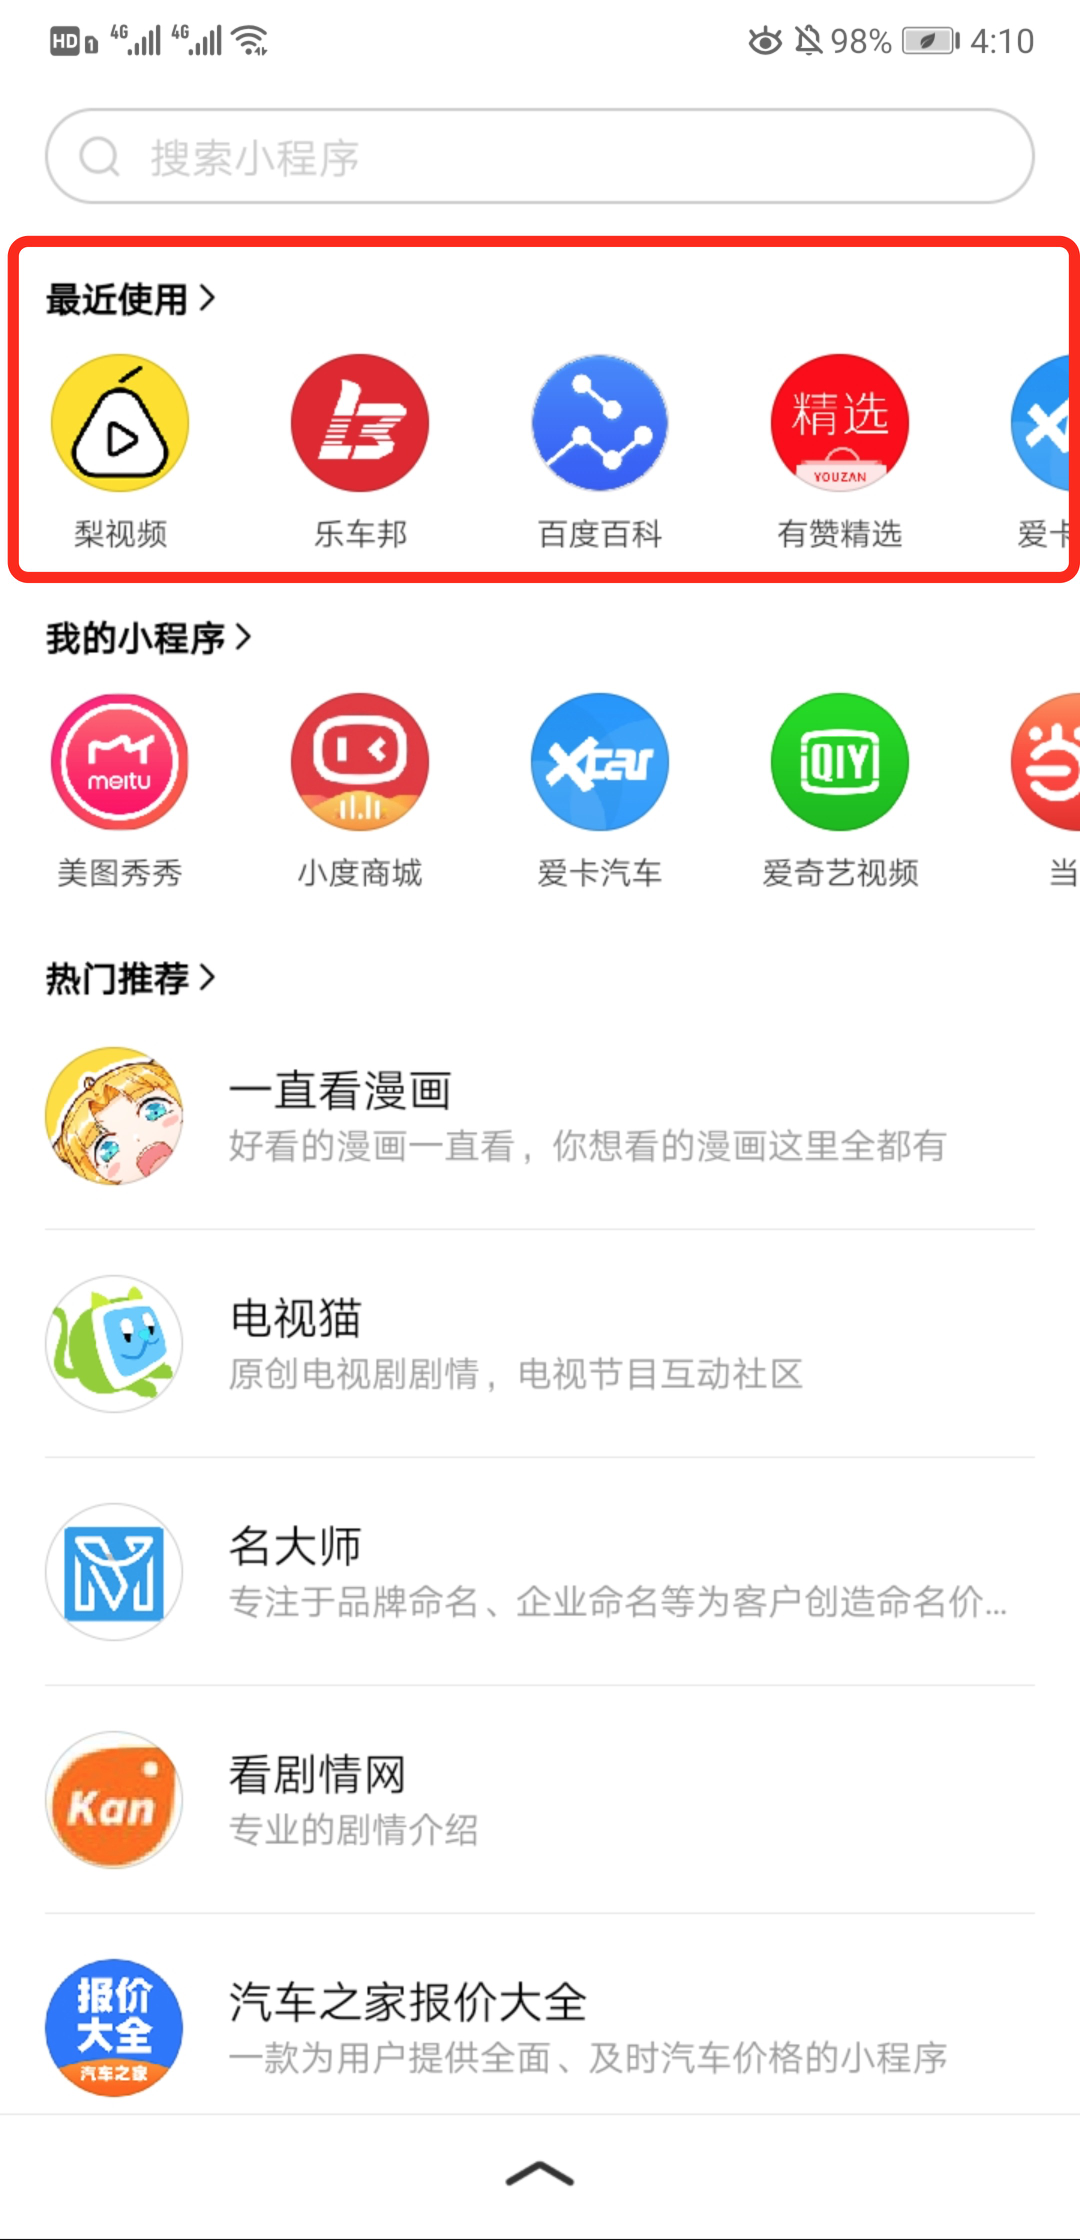 HD 1 4G 4G 98% 4:10
搜索小程序
最近使用
精选
YOUZAN
梨视频 乐车邦 百度百科 有赞精选 爱卡
我的小程序
meitu Xcar QIY
美图秀秀 小度商城 爱卡汽车 爱奇艺视频 当
热门推荐
一直看漫画
好看的漫画一直看，你想看的漫画这里全都有
电视猫
原创电视剧剧情，电视节目互动社区
名大师
专注于品牌命名、企业命名等为客户创造命名价...
Kan
看剧情网
专业的剧情介绍
报价
大全
汽车之家
汽车之家报价大全
一款为用户提供全面、及时汽车价格的小程序